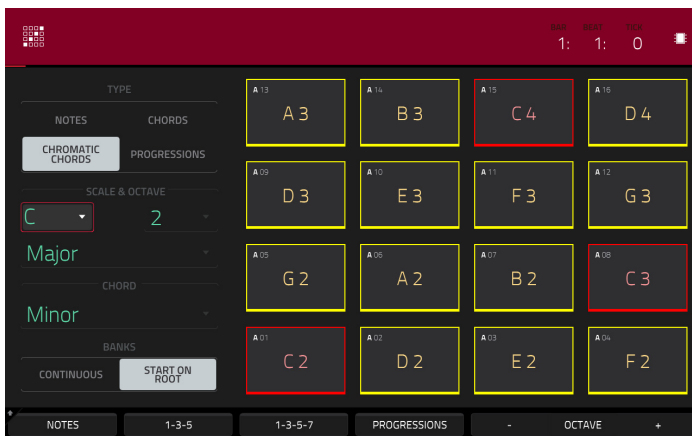 BAR BEAT TICK
1: 1: 0
TYPE
NOTES CHORDS
CHROMATIC
CHORDS
PROGRESSIONS
SCALE & OCTAVE
C 2
Major
CHORD
Minor
BANKS
CONTINUOUS
START ON
ROOT
A 13 A 14 A 15 A 16
A 3 B 3 C 4 D 4
A 09 A 10 A 11 A 12
D 3 E 3 F 3 G 3
A 05 A 06 A 07 A 08
G 2 A 2 B 2 C 3
A 01 A 02 A 03 A 04
C 2 D 2 E 2 F 2
NOTES 1-3-5 1-3-5-7 PROGRESSIONS - OCTAVE +